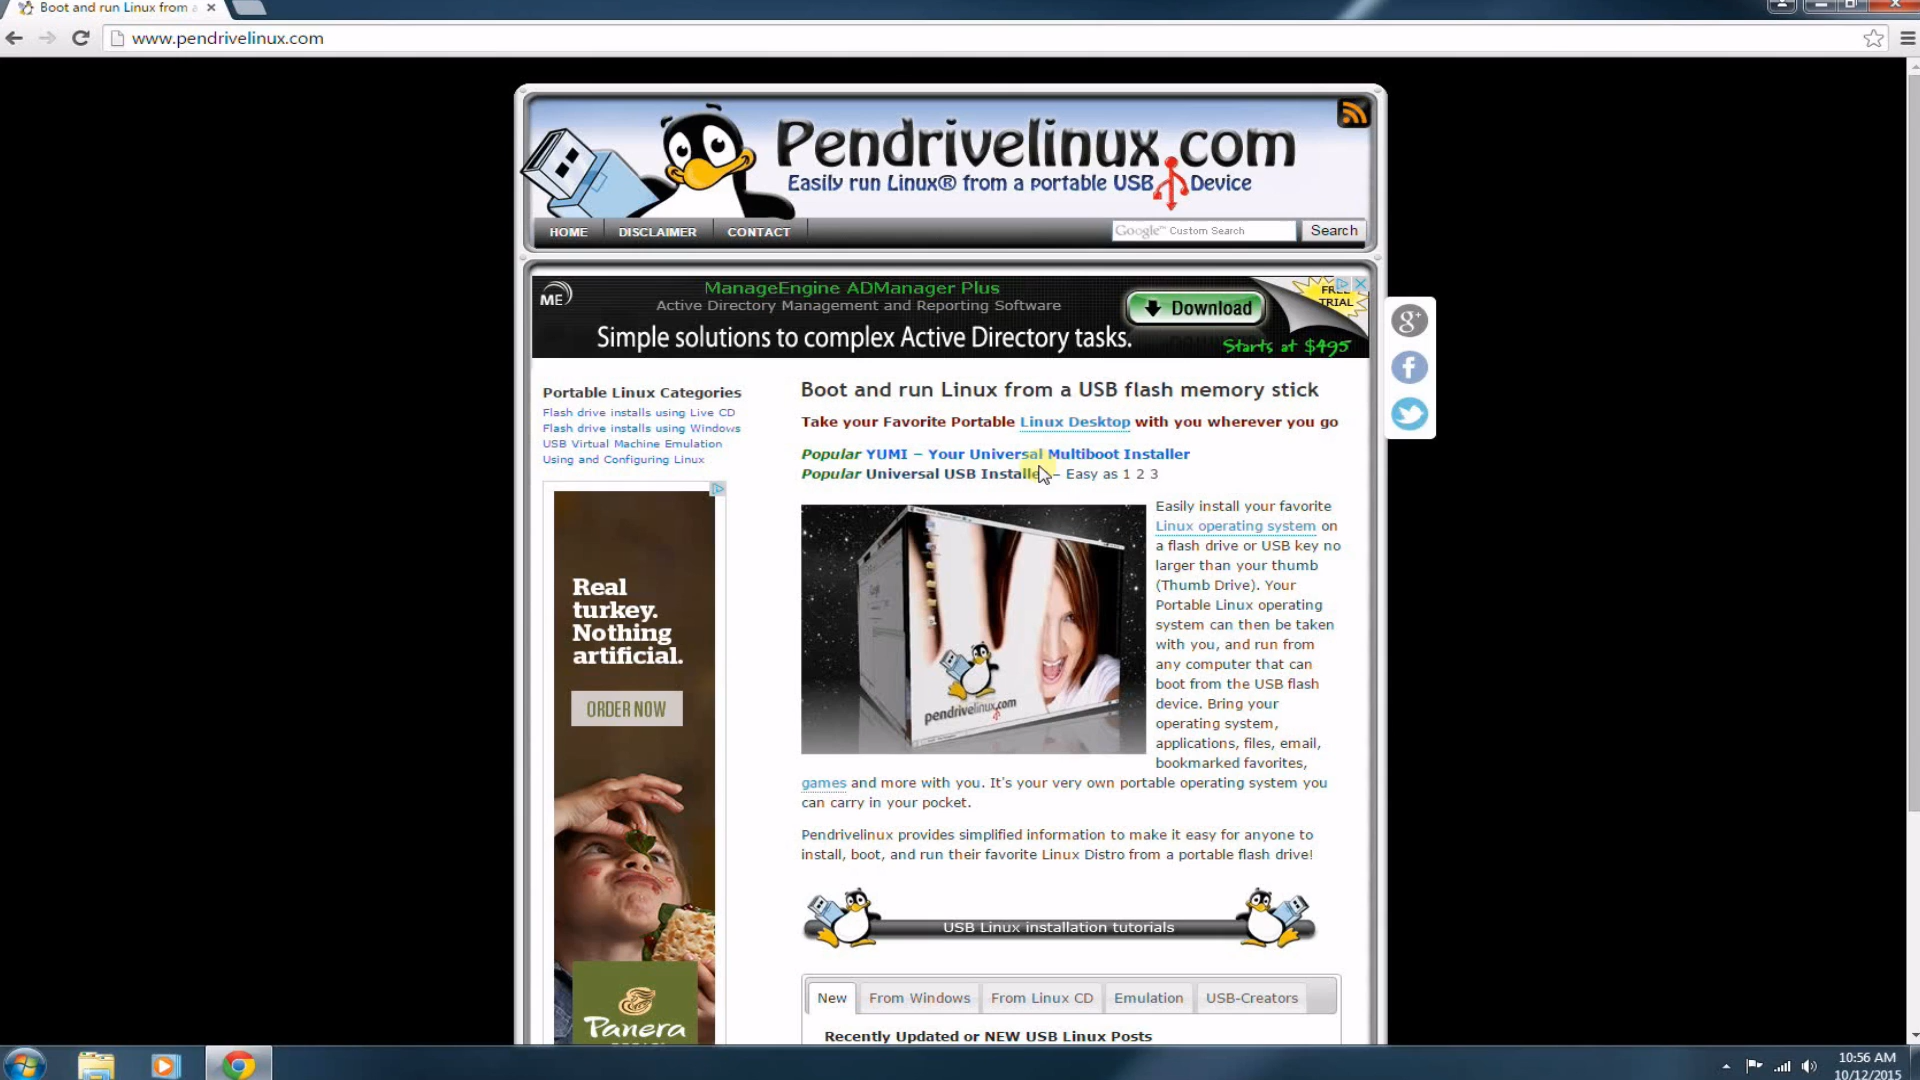 Boot and run Linux from a
www.pendrivelinux.com
Pendrivelinux.com
Easily run Linux® from a portable USB Device
HOME DISCLAIMER CONTACT
Google™ Custom Search Search
ME
ManageEngine ADManager Plus
Active Directory Management and Reporting Software
Simple solutions to complex Active Directory tasks.
Download
FREE
TRIAL
Starts at $495
g+
f
Portable Linux Categories
Flash drive installs using Live CD
Flash drive installs using Windows
USB Virtual Machine Emulation
Using and Configuring Linux
Real
turkey.
Nothing
artificial.
ORDER NOW
Panera
Boot and run Linux from a USB flash memory stick
Take your Favorite Portable Linux Desktop with you wherever you go
Popular YUMI – Your Universal Multiboot Installer
Popular Universal USB Installer – Easy as 1 2 3
pendrivelinux.com
Easily install your favorite
Linux operating system on
a flash drive or USB key no
larger than your thumb
(Thumb Drive). Your
Portable Linux operating
system can then be taken
with you, and run from
any computer that can
boot from the USB flash
device. Bring your
operating system,
applications, files, email,
bookmarked favorites,
games and more with you. It's your very own portable operating system you
can carry in your pocket.
Pendrivelinux provides simplified information to make it easy for anyone to
install, boot, and run their favorite Linux Distro from a portable flash drive!
USB Linux installation tutorials
New From Windows From Linux CD Emulation USB-Creators
Recently Updated or NEW USB Linux Posts
10:56 AM
10/12/2015